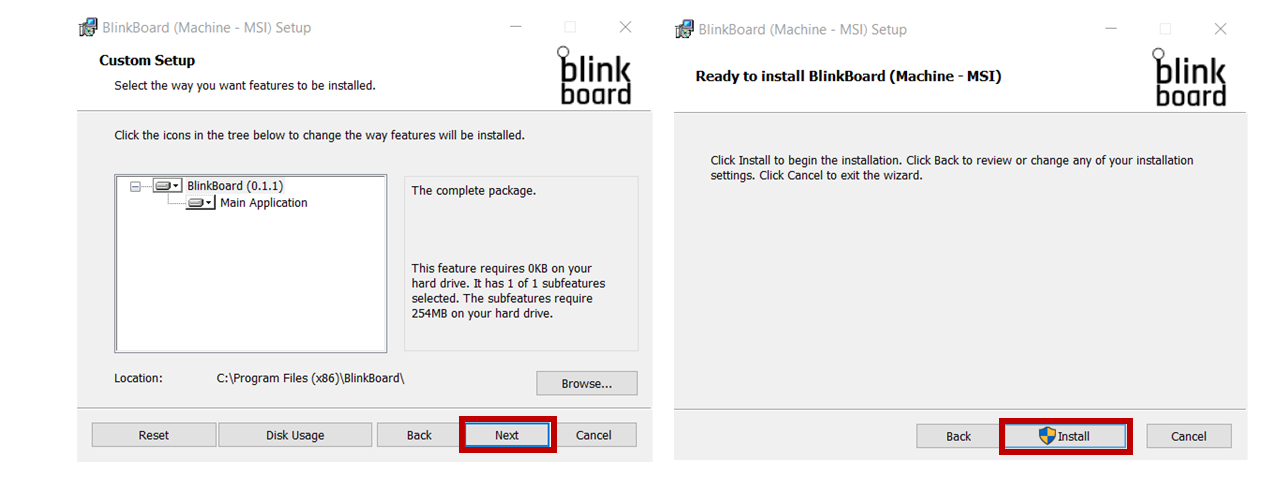 BlinkBoard (Machine - MSI) Setup
Custom Setup
Select the way you want features to be installed.
blink
board
Click the icons in the tree below to change the way features will be installed.
BlinkBoard (0.1.1)
Main Application
The complete package.
This feature requires 0KB on your
hard drive. It has 1 of 1 subfeatures
selected. The subfeatures require
254MB on your hard drive.
Location: C:\Program Files (x86)\BlinkBoard\
Browse...
Reset Disk Usage Back Next Cancel
BlinkBoard (Machine - MSI) Setup
Ready to install BlinkBoard (Machine - MSI)
blink
board
Click Install to begin the installation. Click Back to review or change any of your installation
settings. Click Cancel to exit the wizard.
Back Install Cancel